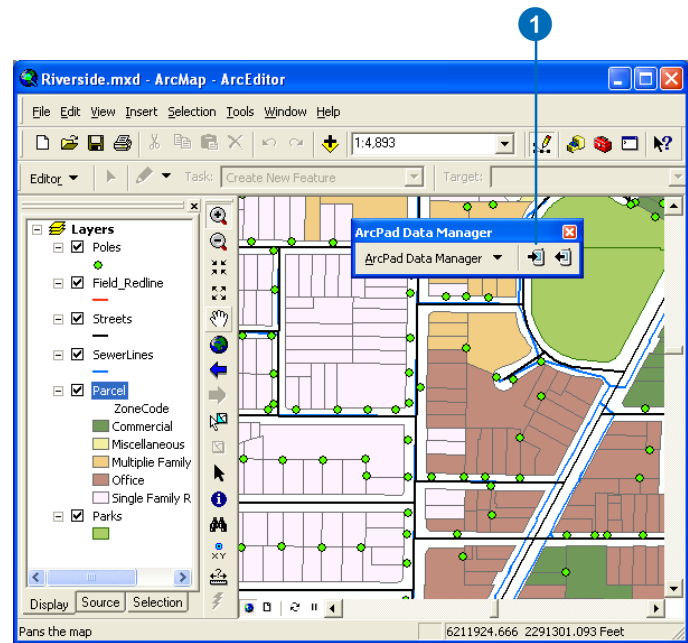 1
Riverside.mxd - ArcMap - ArcEditor
File Edit View Insert Selection Tools Window Help
1:4,893
Editor Task: Create New Feature Target:
Layers
Poles
Field_Redline
Streets
SewerLines
Parcel
ZoneCode
Commercial
Miscellaneous
Multiplie Family
Office
Single Family R
Parks
ArcPad Data Manager
ArcPad Data Manager
XY
Display Source Selection
Pans the map
6211924.666 2291301.093 Feet